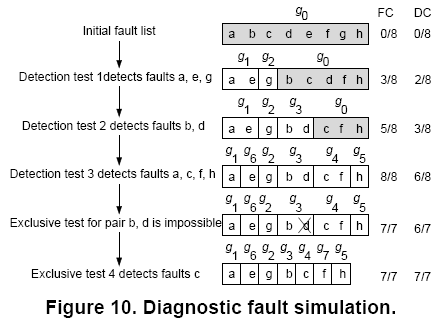 g0 FC DC
Initial fault list a b c d e f g h 0/8 0/8
g1 g2 g0
Detection test 1detects faults a, e, g a e g b c d f h 3/8 2/8
g1 g2 g3 g0
Detection test 2 detects faults b, d a e g b d c f h 5/8 3/8
g1 g6 g2 g3 g4 g5
Detection test 3 detects faults a, c, f, h a e g b d c f h 8/8 6/8
g1 g6 g2 g3 g4 g5
Exclusive test for pair b, d is impossible a e g b d c f h 7/7 6/7
g1 g6 g2 g3 g4 g7 g5
Exclusive test 4 detects faults c a e g b c f h 7/7 7/7
Figure 10. Diagnostic fault simulation.